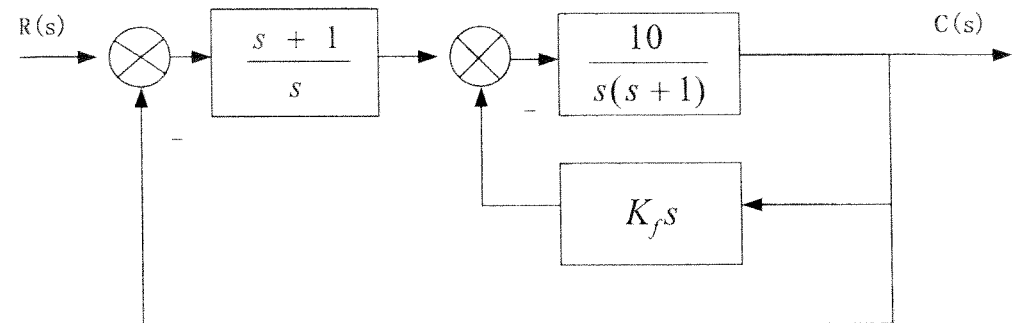 R(s)
s + 1
s
10
s(s + 1)
C(s)
−
−
K_f s